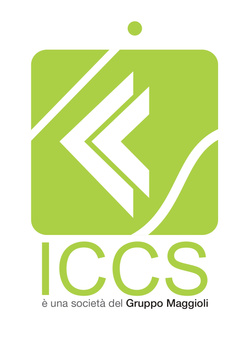 ICCS
è una società del Gruppo Maggioli